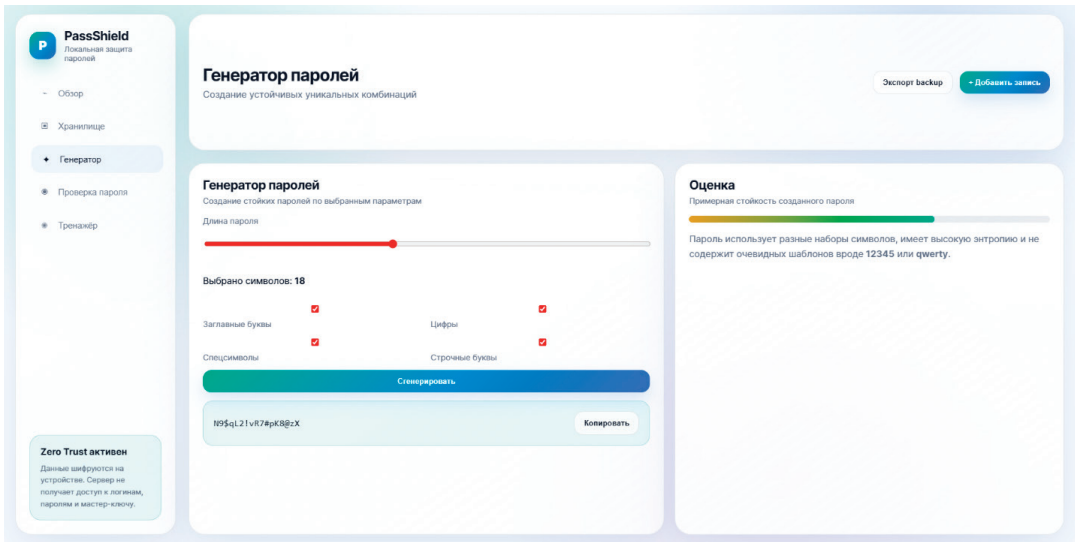 P
PassShield
Локальная защита
паролей
Обзор
Хранилище
Генератор
Проверка пароля
Тренажёр
Zero Trust активен
Данные шифруются на
устройстве. Сервер не
получает доступ к логинам,
паролям и мастер-ключу.
Генератор паролей
Создание устойчивых уникальных комбинаций
Экспорт backup
+ Добавить запись
Генератор паролей
Создание стойких паролей по выбранным параметрам
Длина пароля
Выбрано символов: 18
Заглавные буквы
Цифры
Спецсимволы
Строчные буквы
Сгенерировать
N9$qL2!vR7#pK8@zX
Копировать
Оценка
Примерная стойкость созданного пароля
Пароль использует разные наборы символов, имеет высокую энтропию и не
содержит очевидных шаблонов вроде 12345 или qwerty.